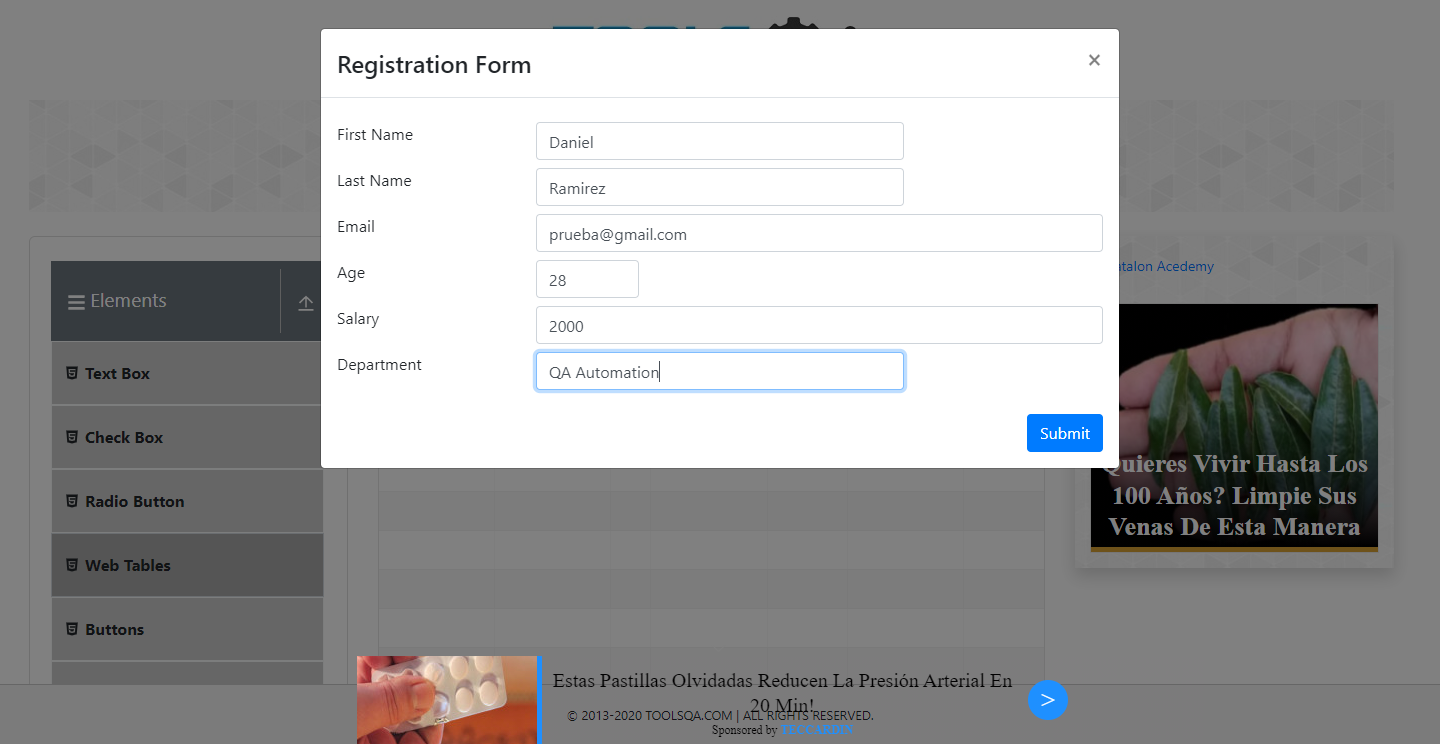 Registration Form
×
First Name
Daniel
Last Name
Ramirez
Email
prueba@gmail.com
Age
28
Salary
2000
Department
QA Automation
Submit
Elements
Text Box
Check Box
Radio Button
Web Tables
Buttons
Acedemy
Quieres Vivir Hasta Los
100 Años? Limpie Sus
Venas De Esta Manera
Estas Pastillas Olvidadas Reducen La Presión Arterial En
20 Min!
>
© 2013-2020 TOOLSQA.COM | ALL RIGHTS RESERVED.
Sponsored by